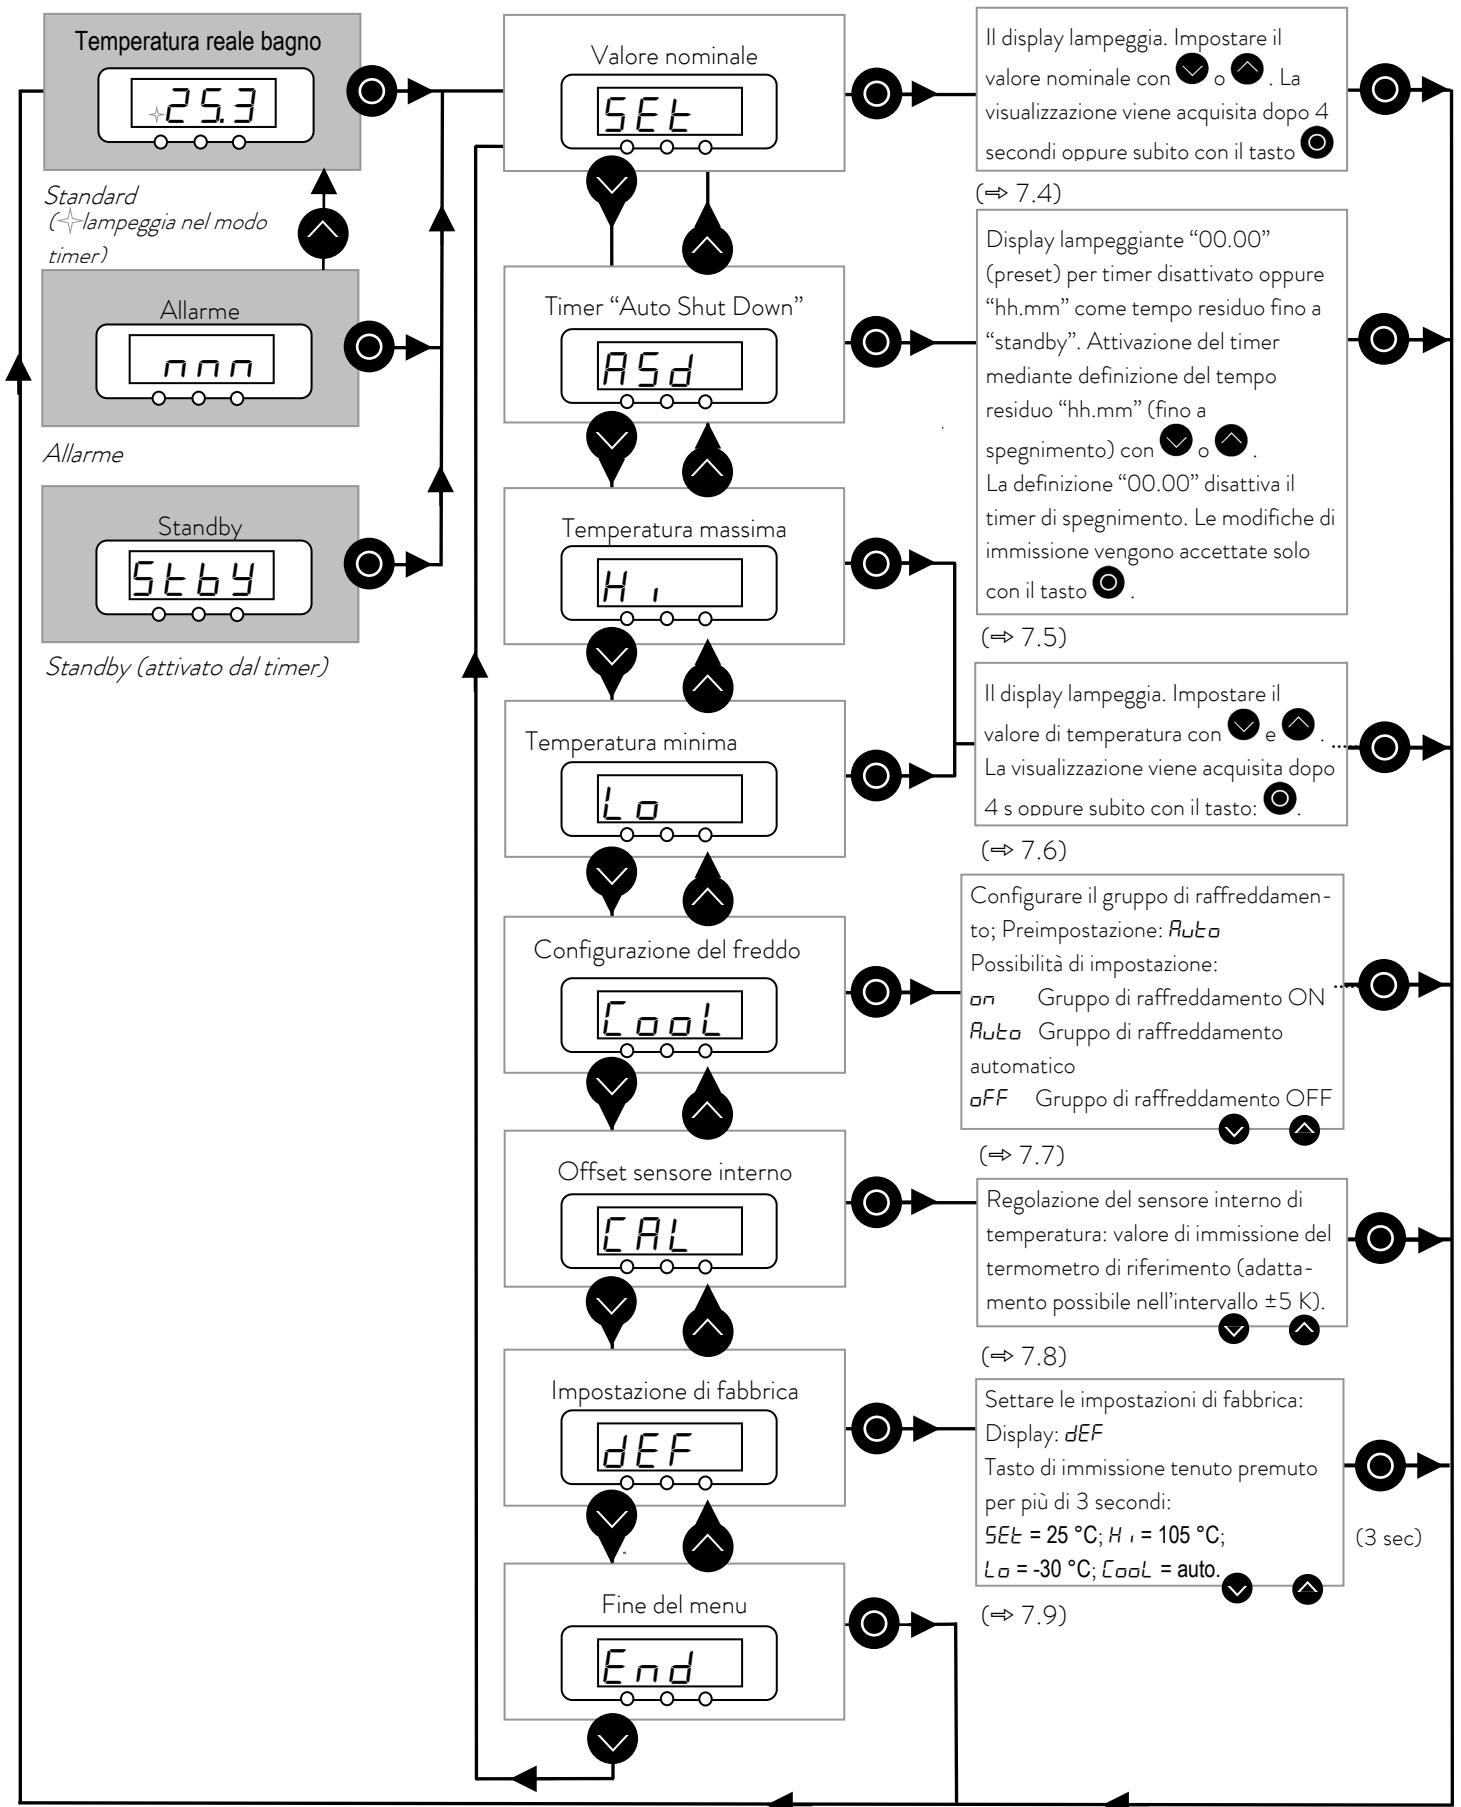 Temperatura reale bagno
25.3
Standard
(lampeggia nel modo
timer)
Allarme
nnn
Allarme
Standby
Stby
Standby (attivato dal timer)
Valore nominale
SEt
Timer “Auto Shut Down”
ASd
Temperatura massima
Hi
Temperatura minima
Lo
Configurazione del freddo
CooL
Offset sensore interno
CAL
Impostazione di fabbrica
dEF
Fine del menu
End
Il display lampeggia. Impostare il
valore nominale con o . La
visualizzazione viene acquisita dopo 4
secondi oppure subito con il tasto
(⇨ 7.4)
Display lampeggiante “00.00”
(preset) per timer disattivato oppure
“hh.mm” come tempo residuo fino a
“standby”. Attivazione del timer
mediante definizione del tempo
residuo “hh.mm” (fino a
spegnimento) con o .
La definizione “00.00” disattiva il
timer di spegnimento. Le modifiche di
immissione vengono accettate solo
con il tasto .
(⇨ 7.5)
Il display lampeggia. Impostare il
valore di temperatura con e .
La visualizzazione viene acquisita dopo
4 s oppure subito con il tasto: .
(⇨ 7.6)
Configurare il gruppo di raffreddamen-
to; Preimpostazione: Auto
Possibilità di impostazione:
on Gruppo di raffreddamento ON
Auto Gruppo di raffreddamento
automatico
oFF Gruppo di raffreddamento OFF
(⇨ 7.7)
Regolazione del sensore interno di
temperatura: valore di immissione del
termometro di riferimento (adatta-
mento possibile nell’intervallo ±5 K).
(⇨ 7.8)
Settare le impostazioni di fabbrica:
Display: dEF
Tasto di immissione tenuto premuto
per più di 3 secondi:
SEt = 25 °C; Hi = 105 °C;
Lo = -30 °C; CooL = auto.
(3 sec)
(⇨ 7.9)